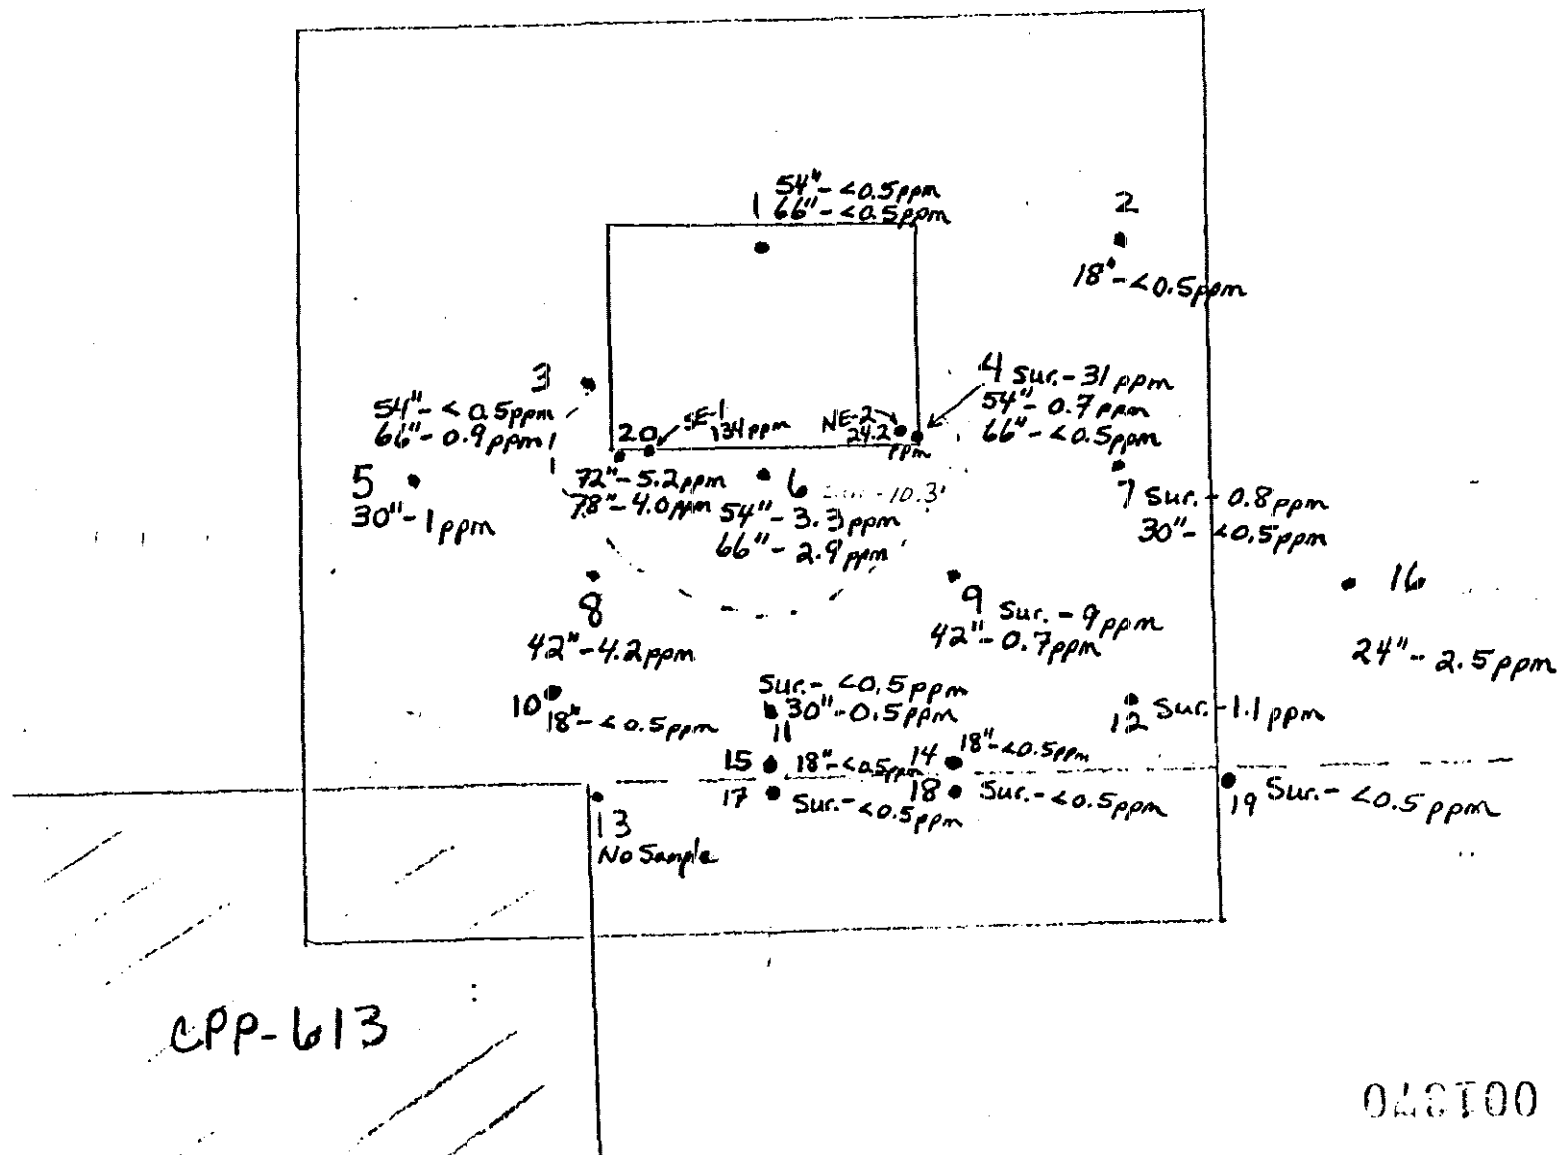 54"- <0.5ppm
1 66"- <0.5ppm
2
18"- <0.5ppm
3
54"- <0.5ppm
66"- 0.9ppm
4 Sur.- 31 ppm
54"- 0.7 ppm
66"- <0.5ppm
20
SE-1
134ppm
NE-2
24.2
ppm
72"- 5.2ppm
78"- 4.0ppm
5
30"- 1 ppm
6 Sur.- 10.3
54"- 3.3ppm
66"- 2.9ppm
7 Sur.- 0.8ppm
30"- <0.5ppm
16
24"- 2.5ppm
8
42"- 4.2ppm
9 Sur.- 9ppm
42"- 0.7ppm
10
18"- <0.5ppm
Sur.- <0.5ppm
30"- 0.5ppm
11
12 Sur.- 1.1ppm
15 18"- <0.5ppm
14 18"- <0.5ppm
17 Sur.- <0.5ppm
18 Sur.- <0.5ppm
19 Sur.- <0.5ppm
13
No Sample
CPP-613